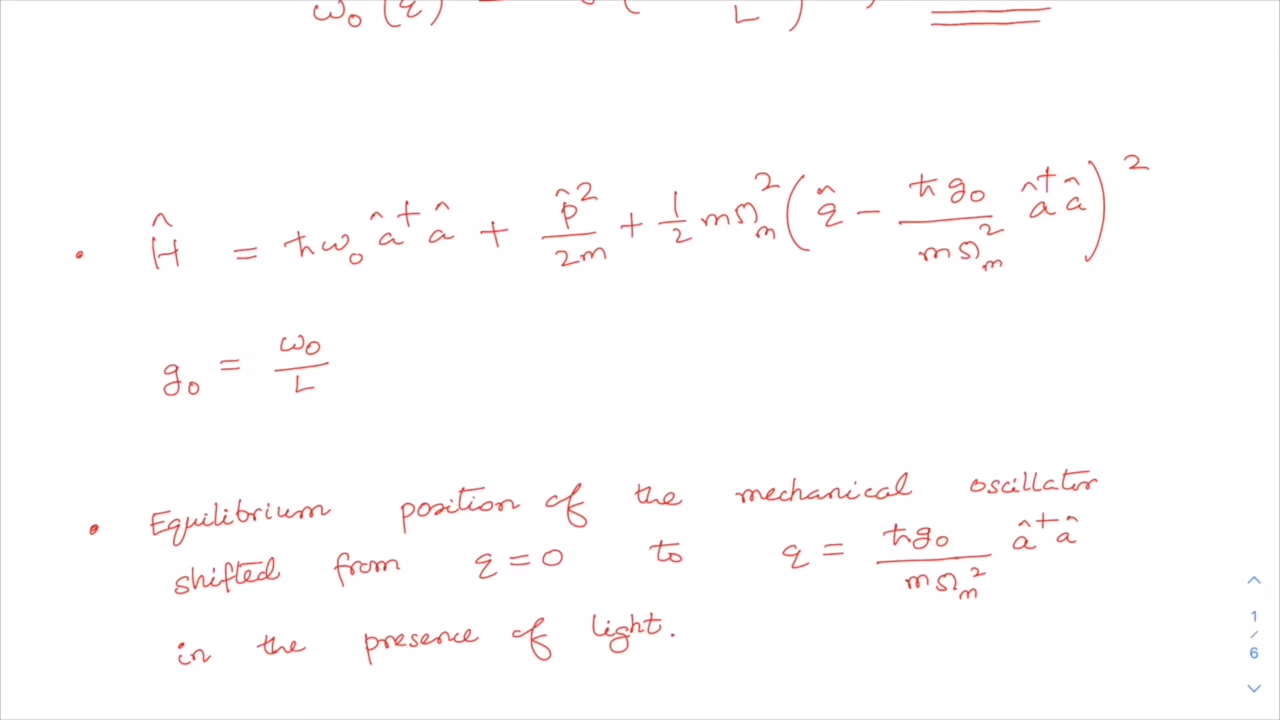 ω₀(q)
L
• Ĥ = ħω₀ â†â + p̂²/2m + 1/2 mΩₘ² (q̂ − ħg₀/mΩₘ² â†â)²
g₀ = ω₀/L
• Equilibrium position of the mechanical oscillator
shifted from q = 0 to q = ħg₀/mΩₘ² â†â
in the presence of light.
1
/
6